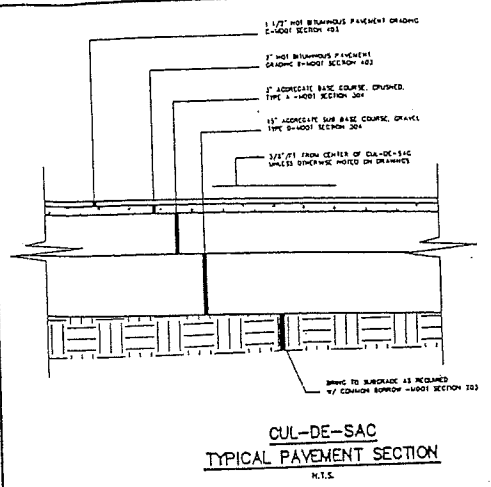 1 1/2" HOT BITUMINOUS PAVEMENT GRADING
C-MDOT SECTION 403
2" HOT BITUMINOUS PAVEMENT
GRADING B-MDOT SECTION 403
3" AGGREGATE BASE COURSE, CRUSHED,
TYPE A -MDOT SECTION 304
15" AGGREGATE SUB BASE COURSE, GRAVEL
TYPE D-MDOT SECTION 304
3/8"/FT FROM CENTER OF CUL-DE-SAC
UNLESS OTHERWISE NOTED ON DRAWINGS
BRING TO SUBGRADE AS REQUIRED
W/ COMMON BORROW -MDOT SECTION 203
CUL-DE-SAC
TYPICAL PAVEMENT SECTION
N.T.S.